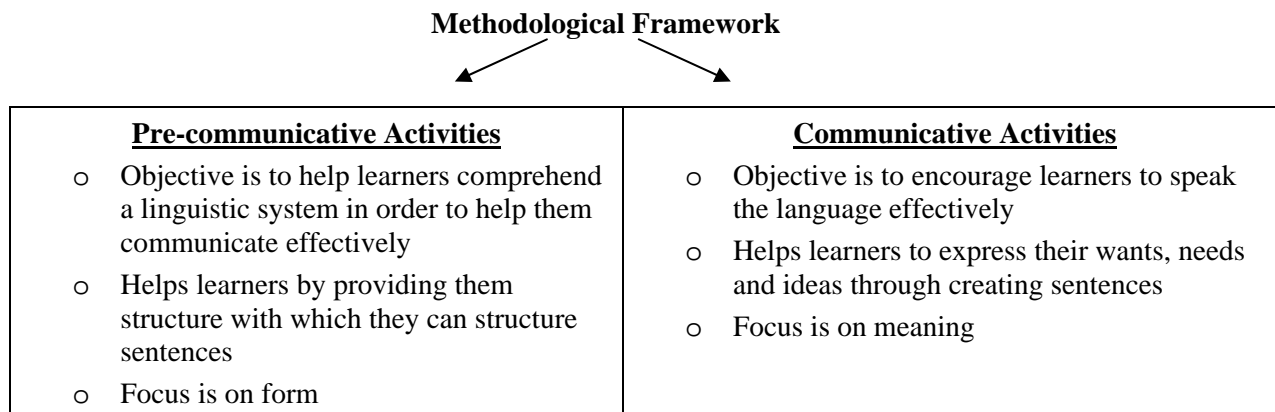 Methodological Framework
Pre-communicative Activities
o Objective is to help learners comprehend
a linguistic system in order to help them
communicate effectively
o Helps learners by providing them
structure with which they can structure
sentences
o Focus is on form
Communicative Activities
o Objective is to encourage learners to speak
the language effectively
o Helps learners to express their wants, needs
and ideas through creating sentences
o Focus is on meaning